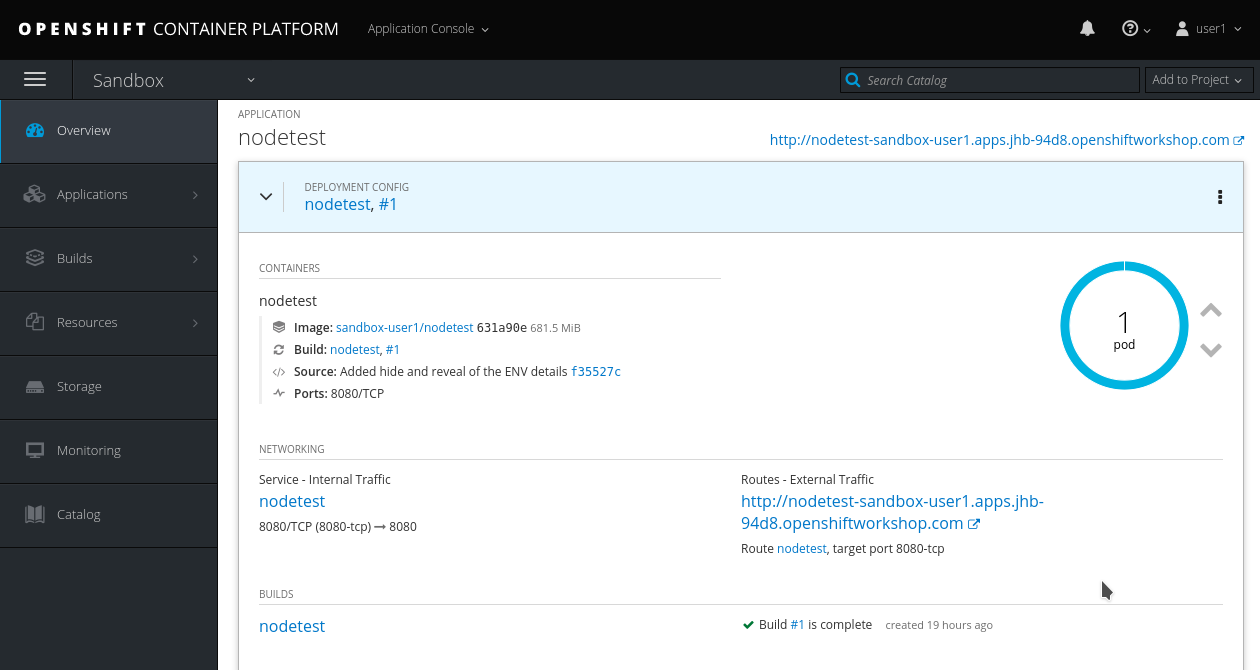 OPENSHIFT CONTAINER PLATFORM Application Console user1
Sandbox Search Catalog Add to Project
Overview
Applications
Builds
Resources
Storage
Monitoring
Catalog
APPLICATION
nodetest http://nodetest-sandbox-user1.apps.jhb-94d8.openshiftworkshop.com
DEPLOYMENT CONFIG
nodetest, #1
CONTAINERS
nodetest
Image: sandbox-user1/nodetest 631a90e 681.5 MiB
Build: nodetest, #1
Source: Added hide and reveal of the ENV details f35527c
Ports: 8080/TCP
1
pod
NETWORKING
Service - Internal Traffic
nodetest
8080/TCP (8080-tcp) → 8080
Routes - External Traffic
http://nodetest-sandbox-user1.apps.jhb-
94d8.openshiftworkshop.com
Route nodetest, target port 8080-tcp
BUILDS
nodetest Build #1 is complete created 19 hours ago